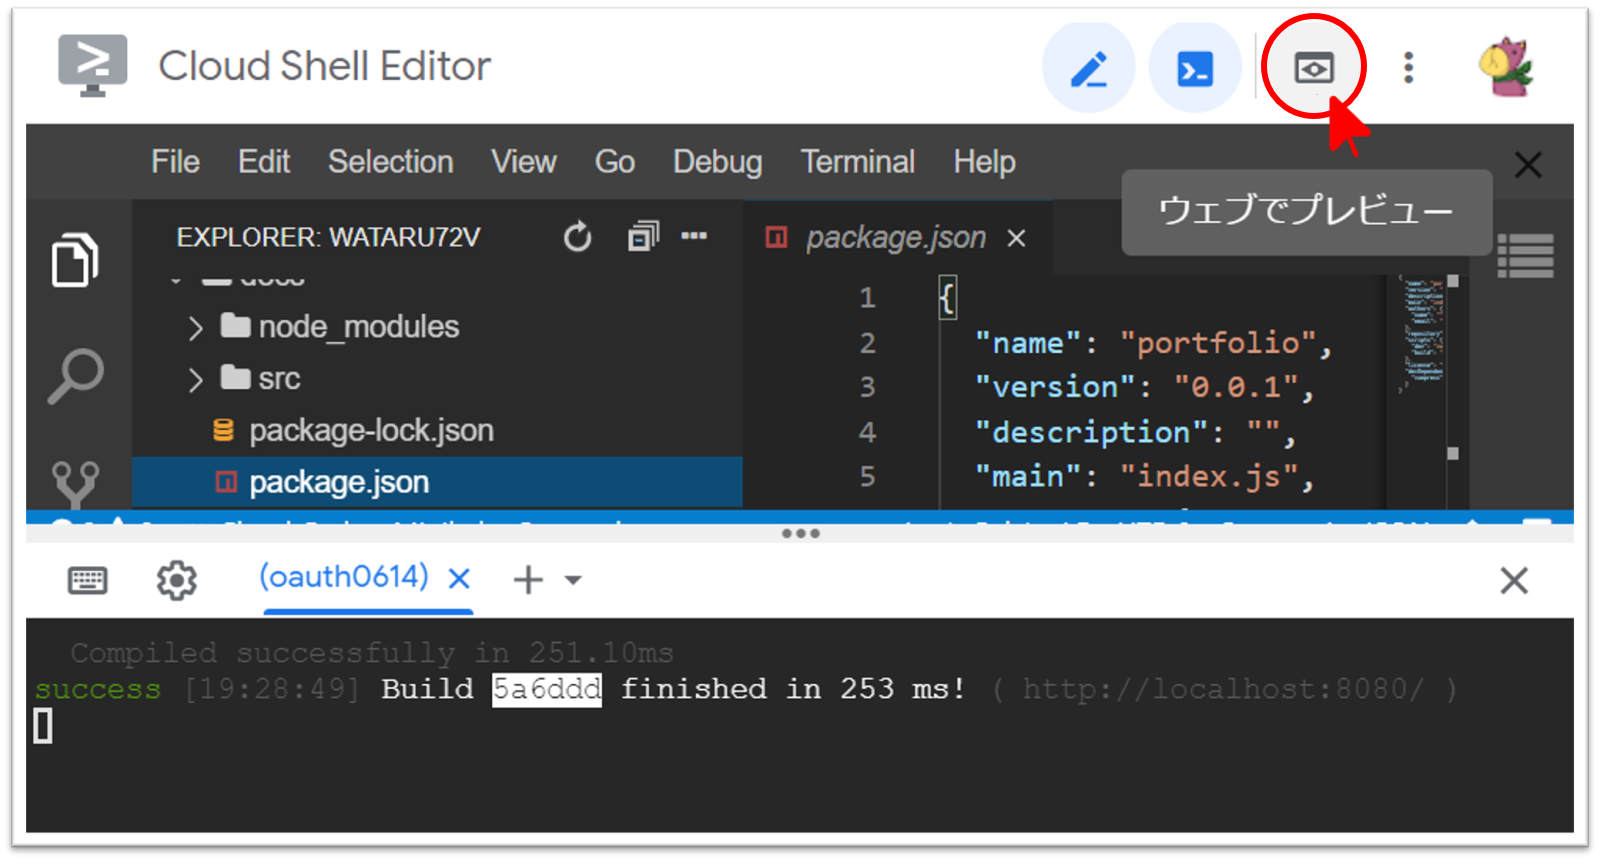 Cloud Shell Editor
File Edit Selection View Go Debug Terminal Help
ウェブでプレビュー
EXPLORER: WATARU72V
package.json
docs
node_modules
src
package-lock.json
package.json
1 {
2 "name": "portfolio",
3 "version": "0.0.1",
4 "description": "",
5 "main": "index.js",
(oauth0614)
Compiled successfully in 251.10ms
success [19:28:49] Build 5a6ddd finished in 253 ms! ( http://localhost:8080/ )